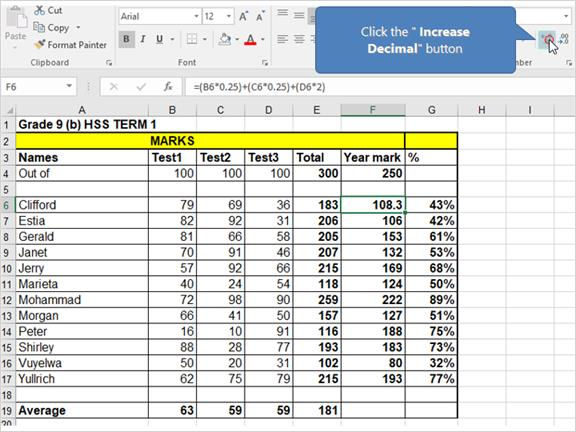 Cut
Copy
Format Painter
Paste
Clipboard
Arial 12 A A
B I U A
Font
Click the " Increase
Decimal" button
F6 fx =(B6*0.25)+(C6*0.25)+(D6*2)
A B C D E F G H I
1 Grade 9 (b) HSS TERM 1
2 MARKS
3 Names Test1 Test2 Test3 Total Year mark %
4 Out of 100 100 100 300 250
5
6 Clifford 79 69 36 183 108.3 43%
7 Estia 82 92 31 206 106 42%
8 Gerald 81 66 58 205 153 61%
9 Janet 70 91 46 207 132 53%
10 Jerry 57 92 66 215 169 68%
11 Marieta 40 24 54 118 124 50%
12 Mohammad 72 98 90 259 222 89%
13 Morgan 66 41 50 157 127 51%
14 Peter 16 10 91 116 188 75%
15 Shirley 88 28 77 193 183 73%
16 Vuyelwa 50 20 31 102 80 32%
17 Yullrich 62 75 79 215 193 77%
18
19 Average 63 59 59 181
20